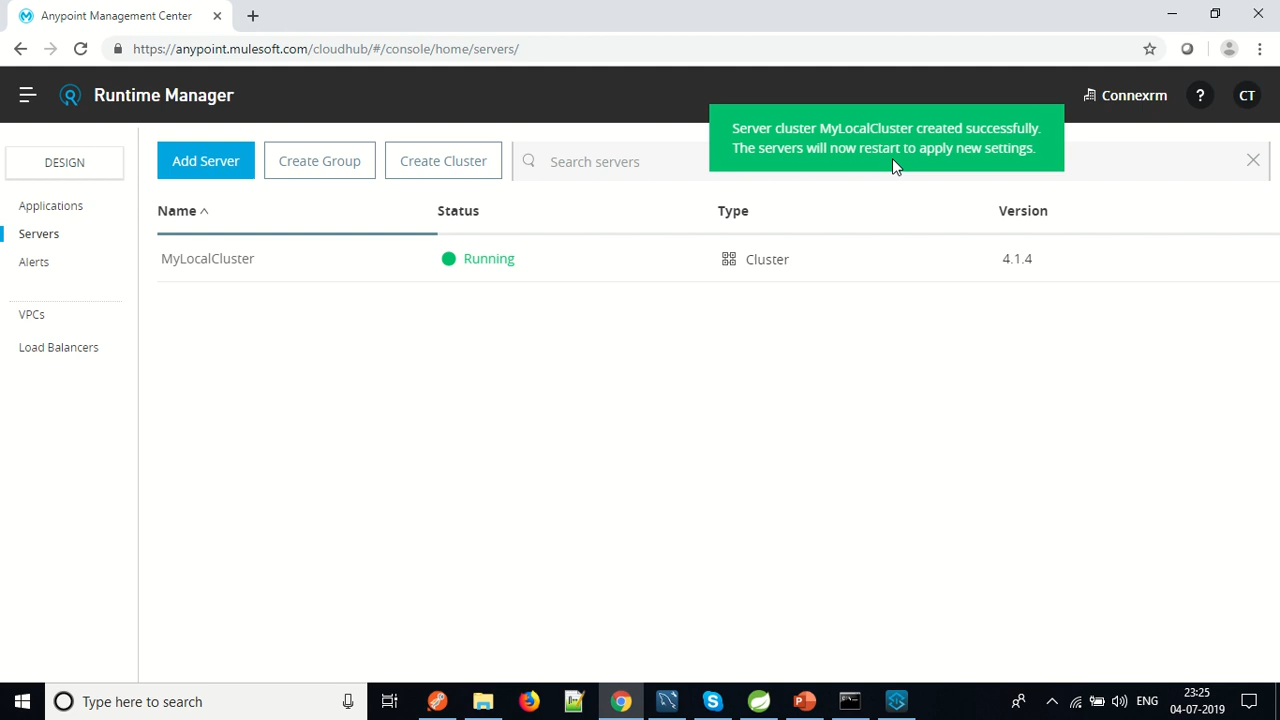 Anypoint Management Center
https://anypoint.mulesoft.com/cloudhub/#/console/home/servers/
Runtime Manager
Connexrm
?
CT
Server cluster MyLocalCluster created successfully.
The servers will now restart to apply new settings.
DESIGN
Applications
Servers
Alerts
VPCs
Load Balancers
Add Server
Create Group
Create Cluster
Search servers
Name
Status
Type
Version
MyLocalCluster
Running
Cluster
4.1.4
Type here to search
ENG
23:25
04-07-2019